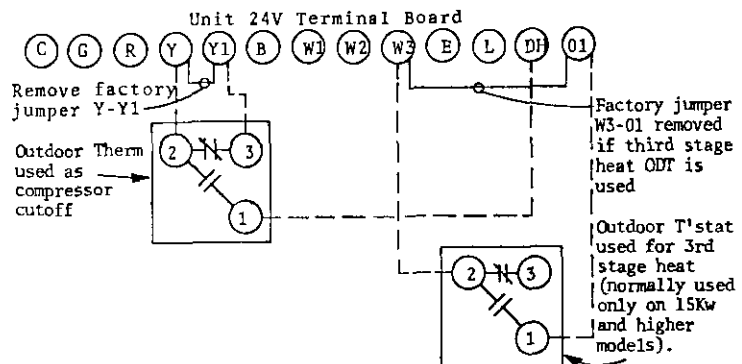 Unit 24V Terminal Board
C G R Y Y1 B W1 W2 W3 E L DH 01
Remove factory
jumper Y-Y1
Outdoor Therm
used as
compressor
cutoff
2 3
1
Factory jumper
W3-01 removed
if third stage
heat ODT is
used
Outdoor T'stat
used for 3rd
stage heat
(normally used
only on 15Kw
and higher
models).
2 3
1